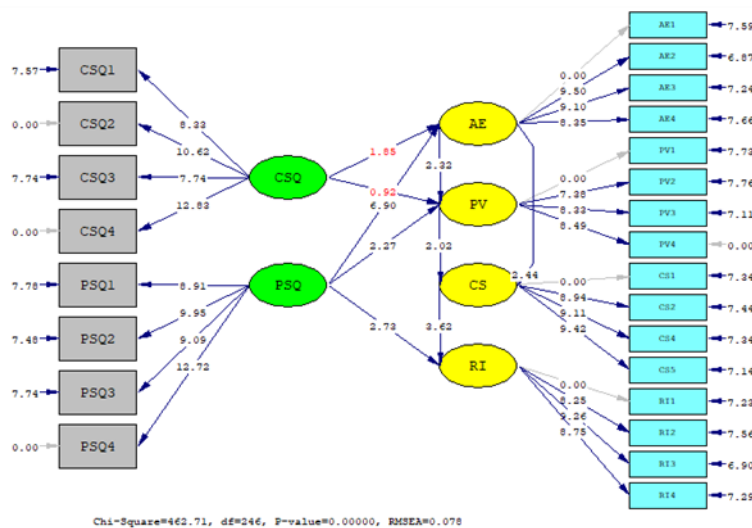 7.57 CSQ1
0.00 CSQ2
7.74 CSQ3
0.00 CSQ4
7.78 PSQ1
7.48 PSQ2
7.74 PSQ3
0.00 PSQ4
8.33
10.62
7.74
12.83
8.91
9.95
9.09
12.72
CSQ
PSQ
1.85
0.92
6.90
2.27
2.73
AE
2.32
PV
2.02
CS
3.62
RI
2.44
0.00
9.50
9.10
8.35
0.00
7.38
8.33
8.49
0.00
8.94
9.11
9.42
0.00
8.25
9.26
8.75
AE1 7.59
AE2 6.87
AE3 7.24
AE4 7.66
PV1 7.73
PV2 7.76
PV3 7.11
PV4 0.00
CS1 7.34
CS2 7.44
CS4 7.34
CS5 7.14
RI1 7.23
RI2 7.56
RI3 6.90
RI4 7.29
Chi-Square=462.71, df=246, P-value=0.00000, RMSEA=0.078